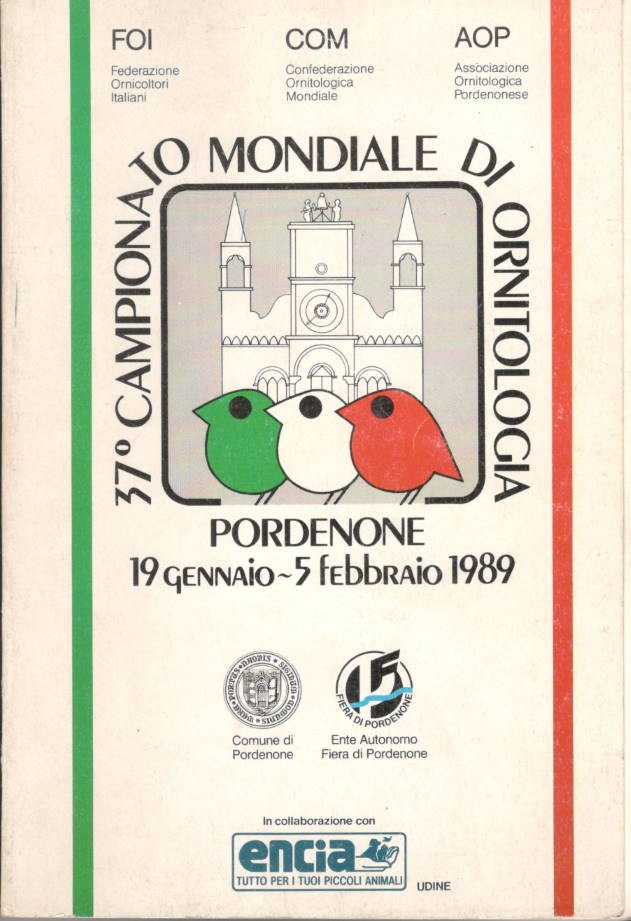 FOI
Federazione
Ornicoltori
Italiani
COM
Confederazione
Ornitologica
Mondiale
AOP
Associazione
Ornitologica
Pordenonese
37º CAMPIONATO MONDIALE DI ORNITOLOGIA
PORDENONE
19 GENNAIO ~ 5 FEBBRAIO 1989
Comune di
Pordenone
FIERA DI PORDENONE
Ente Autonomo
Fiera di Pordenone
In collaborazione con
encia
TUTTO PER I TUOI PICCOLI ANIMALI
UDINE